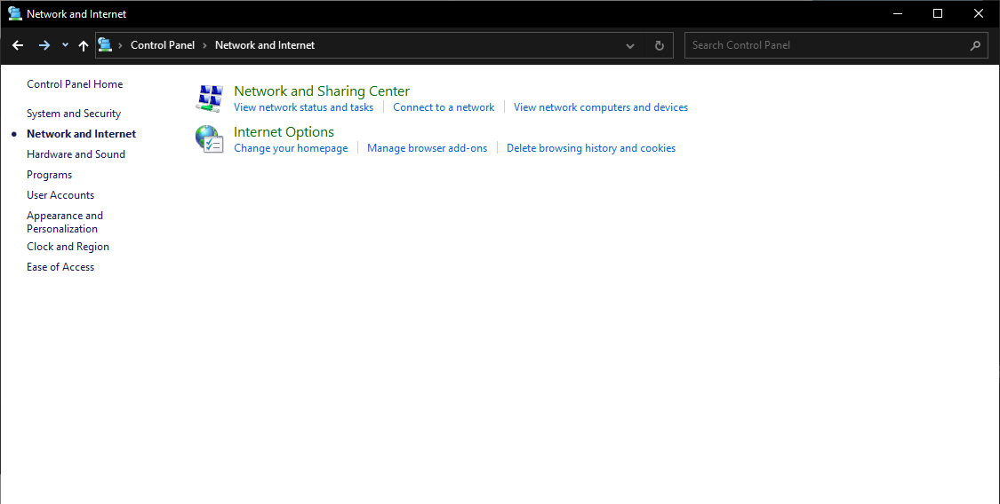 Network and Internet
Control Panel > Network and Internet
Search Control Panel
Control Panel Home
System and Security
Network and Internet
Hardware and Sound
Programs
User Accounts
Appearance and
Personalization
Clock and Region
Ease of Access
Network and Sharing Center
View network status and tasks | Connect to a network | View network computers and devices
Internet Options
Change your homepage | Manage browser add-ons | Delete browsing history and cookies